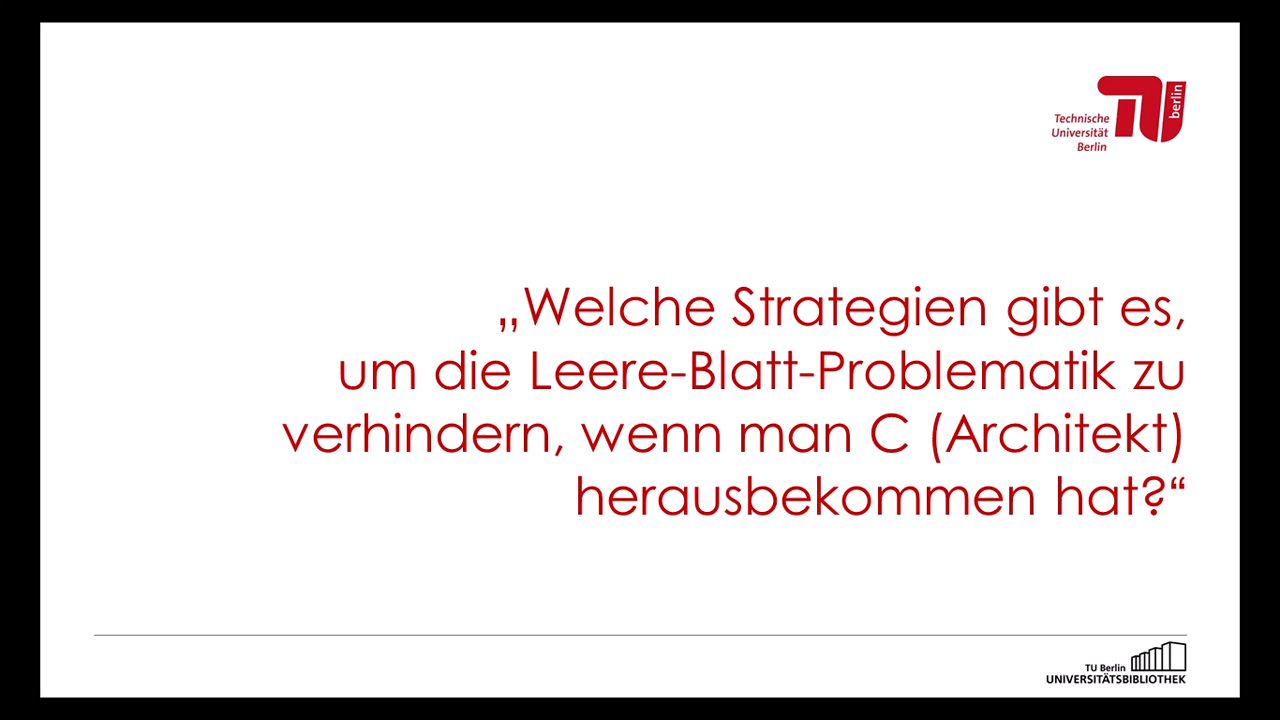 Technische
Universität
Berlin
berlin
„Welche Strategien gibt es,
um die Leere-Blatt-Problematik zu
verhindern, wenn man C (Architekt)
herausbekommen hat?“
TU Berlin
UNIVERSITÄTSBIBLIOTHEK